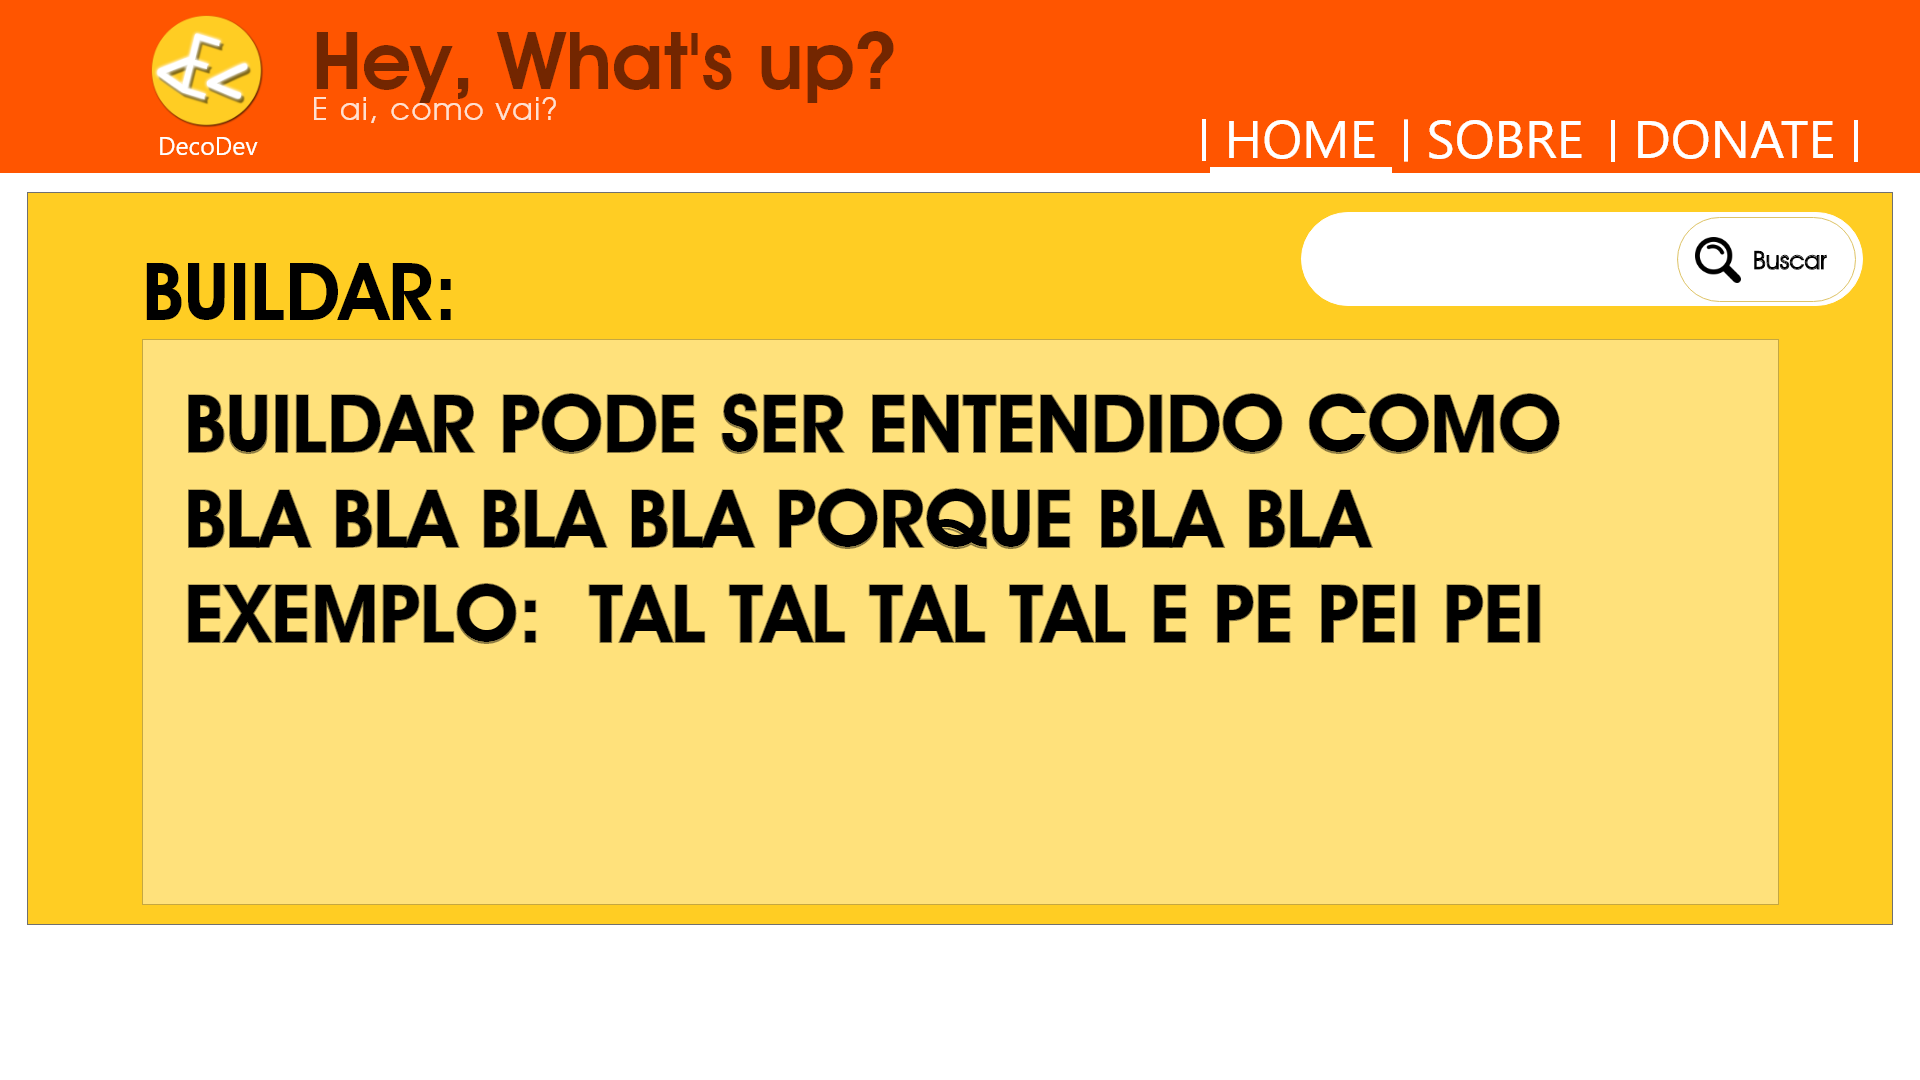 Hey, What's up?
E ai, como vai?
DecoDev
| HOME | SOBRE | DONATE |
Buscar
BUILDAR:
BUILDAR PODE SER ENTENDIDO COMO
BLA BLA BLA BLA PORQUE BLA BLA
EXEMPLO: TAL TAL TAL TAL E PE PEI PEI